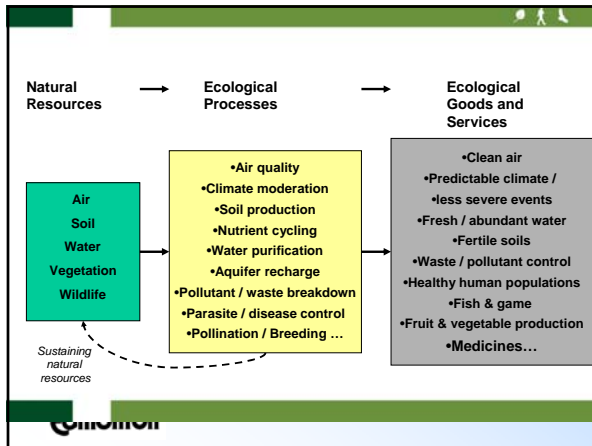 Natural
Resources
Ecological
Processes
Ecological
Goods and
Services
Air
Soil
Water
Vegetation
Wildlife
•Air quality
•Climate moderation
•Soil production
•Nutrient cycling
•Water purification
•Aquifer recharge
•Pollutant / waste breakdown
•Parasite / disease control
•Pollination / Breeding ...
•Clean air
•Predictable climate /
•less severe events
•Fresh / abundant water
•Fertile soils
•Waste / pollutant control
•Healthy human populations
•Fish & game
•Fruit & vegetable production
•Medicines...
Sustaining
natural
resources